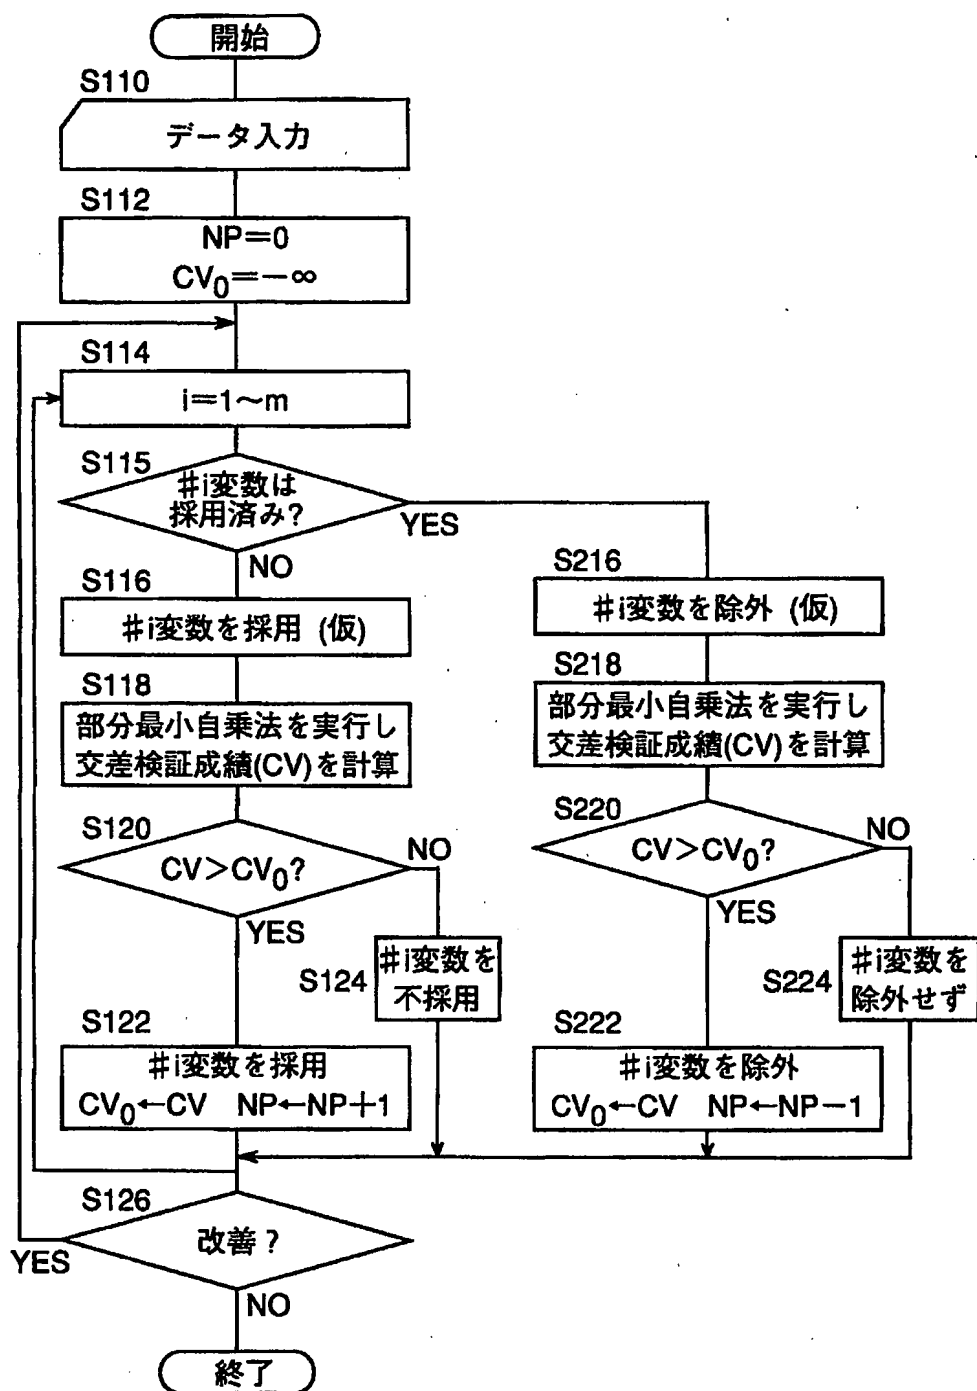 開始
S110
データ入力
S112
NP=0
CV₀=-∞
S114
i=1〜m
S115
#i変数は
採用済み?
YES
NO
S116
#i変数を採用 (仮)
S118
部分最小自乗法を実行し
交差検証成績(CV)を計算
S120
CV>CV₀?
NO
YES
S124
#i変数を
不採用
S122
#i変数を採用
CV₀←CV NP←NP+1
S216
#i変数を除外 (仮)
S218
部分最小自乗法を実行し
交差検証成績(CV)を計算
S220
CV>CV₀?
NO
YES
S224
#i変数を
除外せず
S222
#i変数を除外
CV₀←CV NP←NP-1
S126
改善?
YES
NO
終了